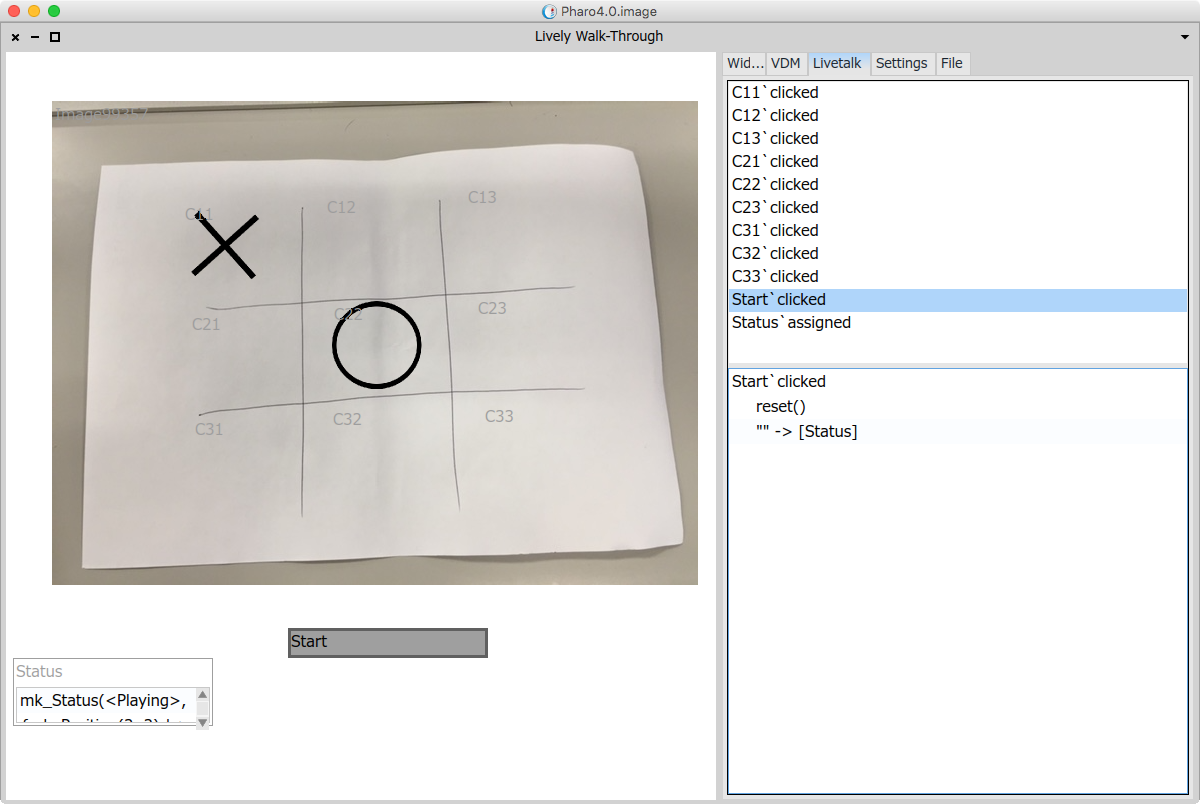 Pharo4.0.image
Lively Walk-Through
Wid... VDM Livetalk Settings File
C11 C12 C13
C21 C22 C23
C31 C32 C33
Start
Status
mk_Status(<Playing>,
C11`clicked
C12`clicked
C13`clicked
C21`clicked
C22`clicked
C23`clicked
C31`clicked
C32`clicked
C33`clicked
Start`clicked
Status`assigned
Start`clicked
reset()
"" -> [Status]